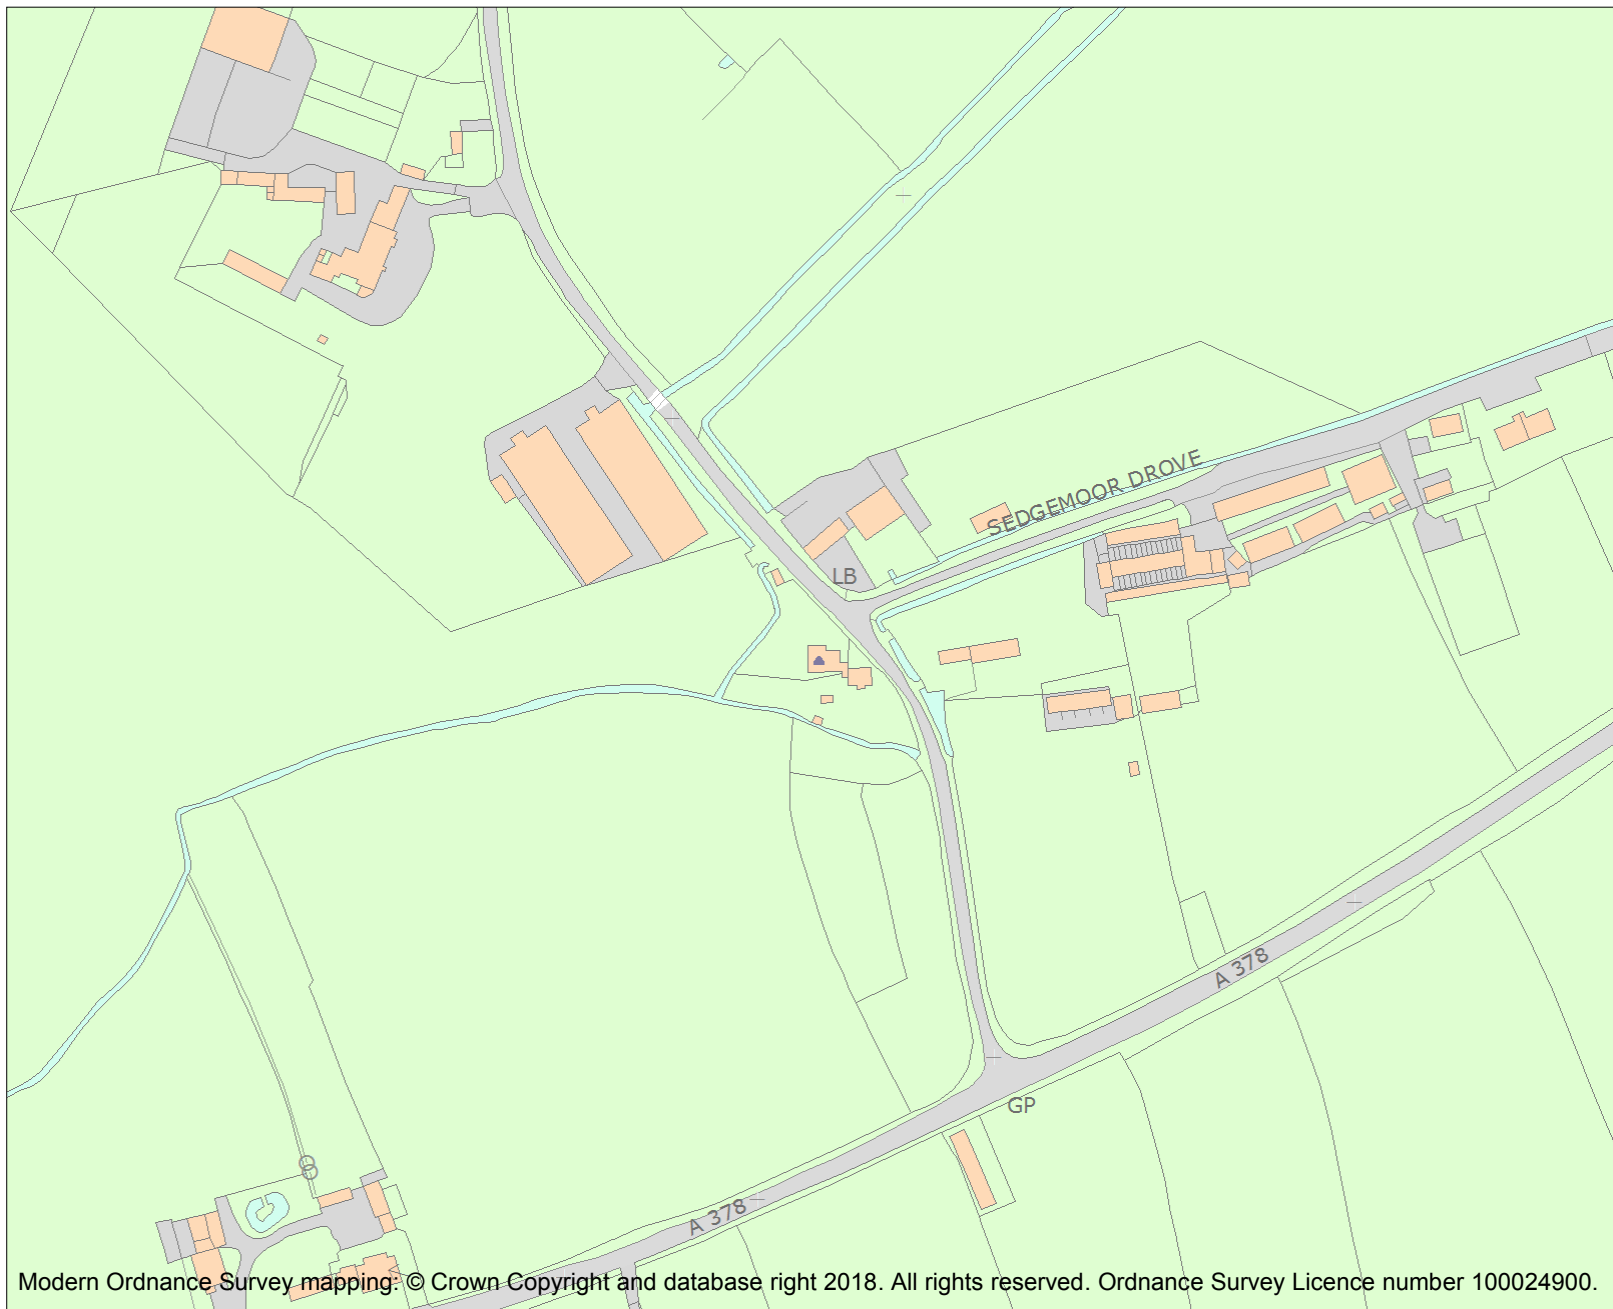 SEDGEMOOR DROVE
LB
A 378
GP
A 378
Modern Ordnance Survey mapping: © Crown Copyright and database right 2018. All rights reserved. Ordnance Survey Licence number 100024900.